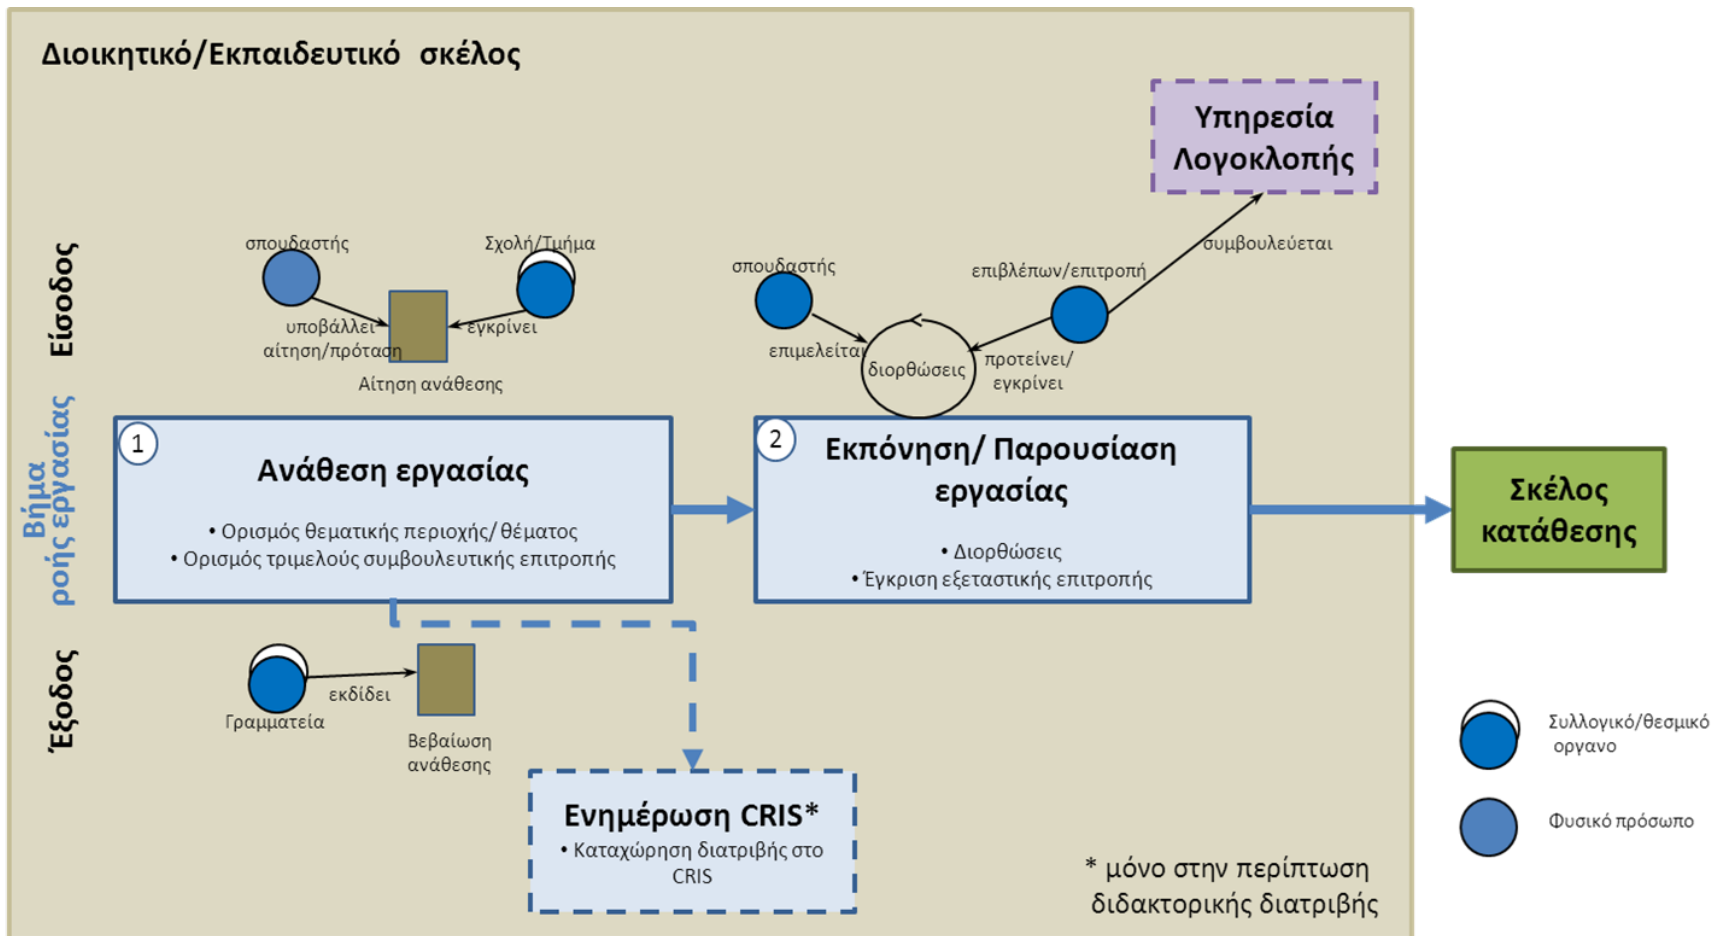 Διοικητικό/Εκπαιδευτικό σκέλος
Υπηρεσία
Λογοκλοπής
Είσοδος
σπουδαστής
Σχολή/Τμήμα
υποβάλλει
αίτηση/πρόταση
εγκρίνει
Αίτηση ανάθεσης
σπουδαστής
επιβλέπων/επιτροπή
συμβουλεύεται
επιμελείται
διορθώσεις
προτείνει/
εγκρίνει
Βήμα
ροής εργασίας
1
Ανάθεση εργασίας
• Ορισμός θεματικής περιοχής/ θέματος
• Ορισμός τριμελούς συμβουλευτικής επιτροπής
2
Εκπόνηση/ Παρουσίαση
εργασίας
• Διορθώσεις
• Έγκριση εξεταστικής επιτροπής
Σκέλος
κατάθεσης
Έξοδος
Γραμματεία
εκδίδει
Βεβαίωση
ανάθεσης
Ενημέρωση CRIS*
• Καταχώρηση διατριβής στο
CRIS
* μόνο στην περίπτωση
διδακτορικής διατριβής
Συλλογικό/θεσμικό
οργανο
Φυσικό πρόσωπο